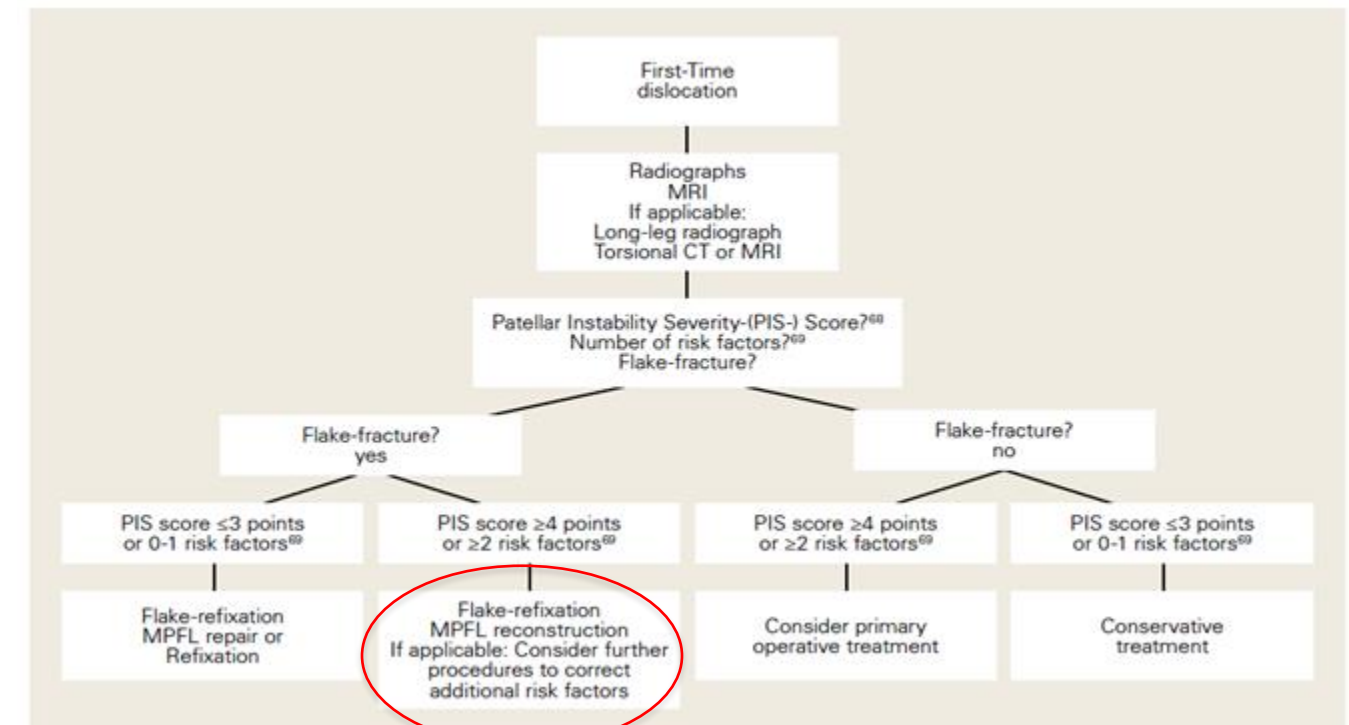 First-Time
dislocation
Radiographs
MRI
If applicable:
Long-leg radiograph
Torsional CT or MRI
Patellar Instability Severity-(PIS-) Score?⁶⁸
Number of risk factors?⁶⁹
Flake-fracture?
Flake-fracture?
yes
Flake-fracture?
no
PIS score ≤3 points
or 0-1 risk factors⁶⁹
PIS score ≥4 points
or ≥2 risk factors⁶⁹
PIS score ≥4 points
or ≥2 risk factors⁶⁹
PIS score ≤3 points
or 0-1 risk factors⁶⁹
Flake-refixation
MPFL repair or
Refixation
Flake-refixation
MPFL reconstruction
If applicable: Consider further
procedures to correct
additional risk factors
Consider primary
operative treatment
Conservative
treatment